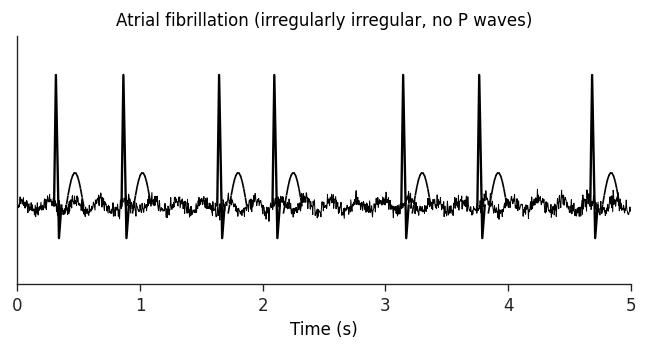 Atrial fibrillation (irregularly irregular, no P waves)
0 1 2 3 4 5
Time (s)